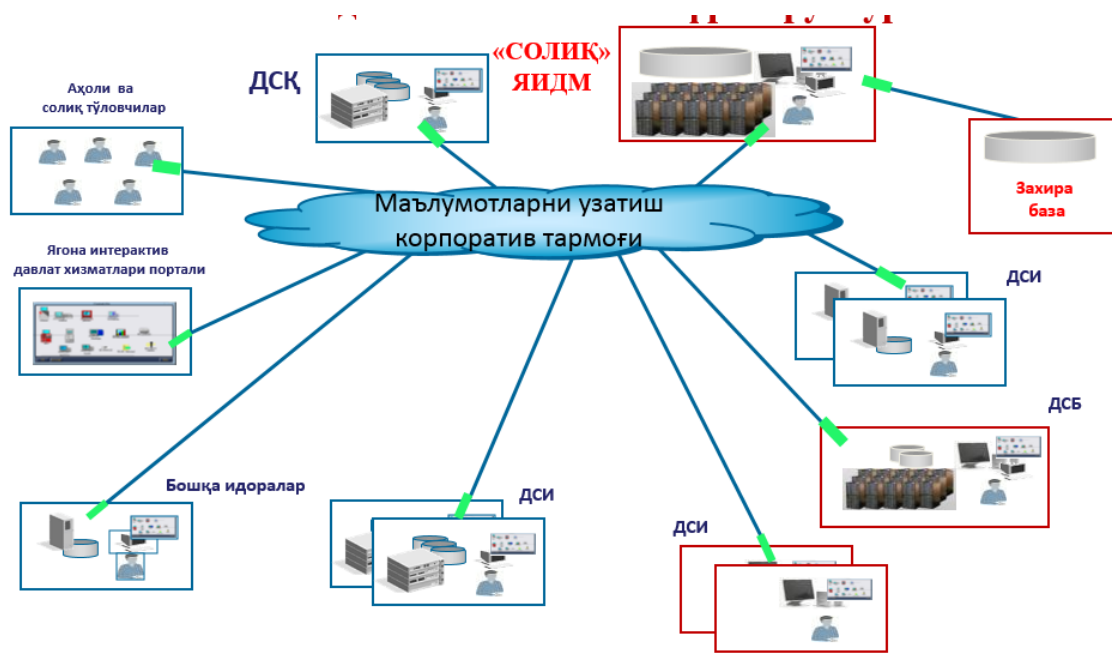 «СОЛИҚ»
ЯИДМ
ДСҚ
Аҳоли ва
солиқ тўловчилар
Захира
база
Маълумотларни узатиш
корпоратив тармоғи
Ягона интерактив
давлат хизматлари портали
ДСИ
ДСБ
Бошқа идоралар
ДСИ
ДСИ